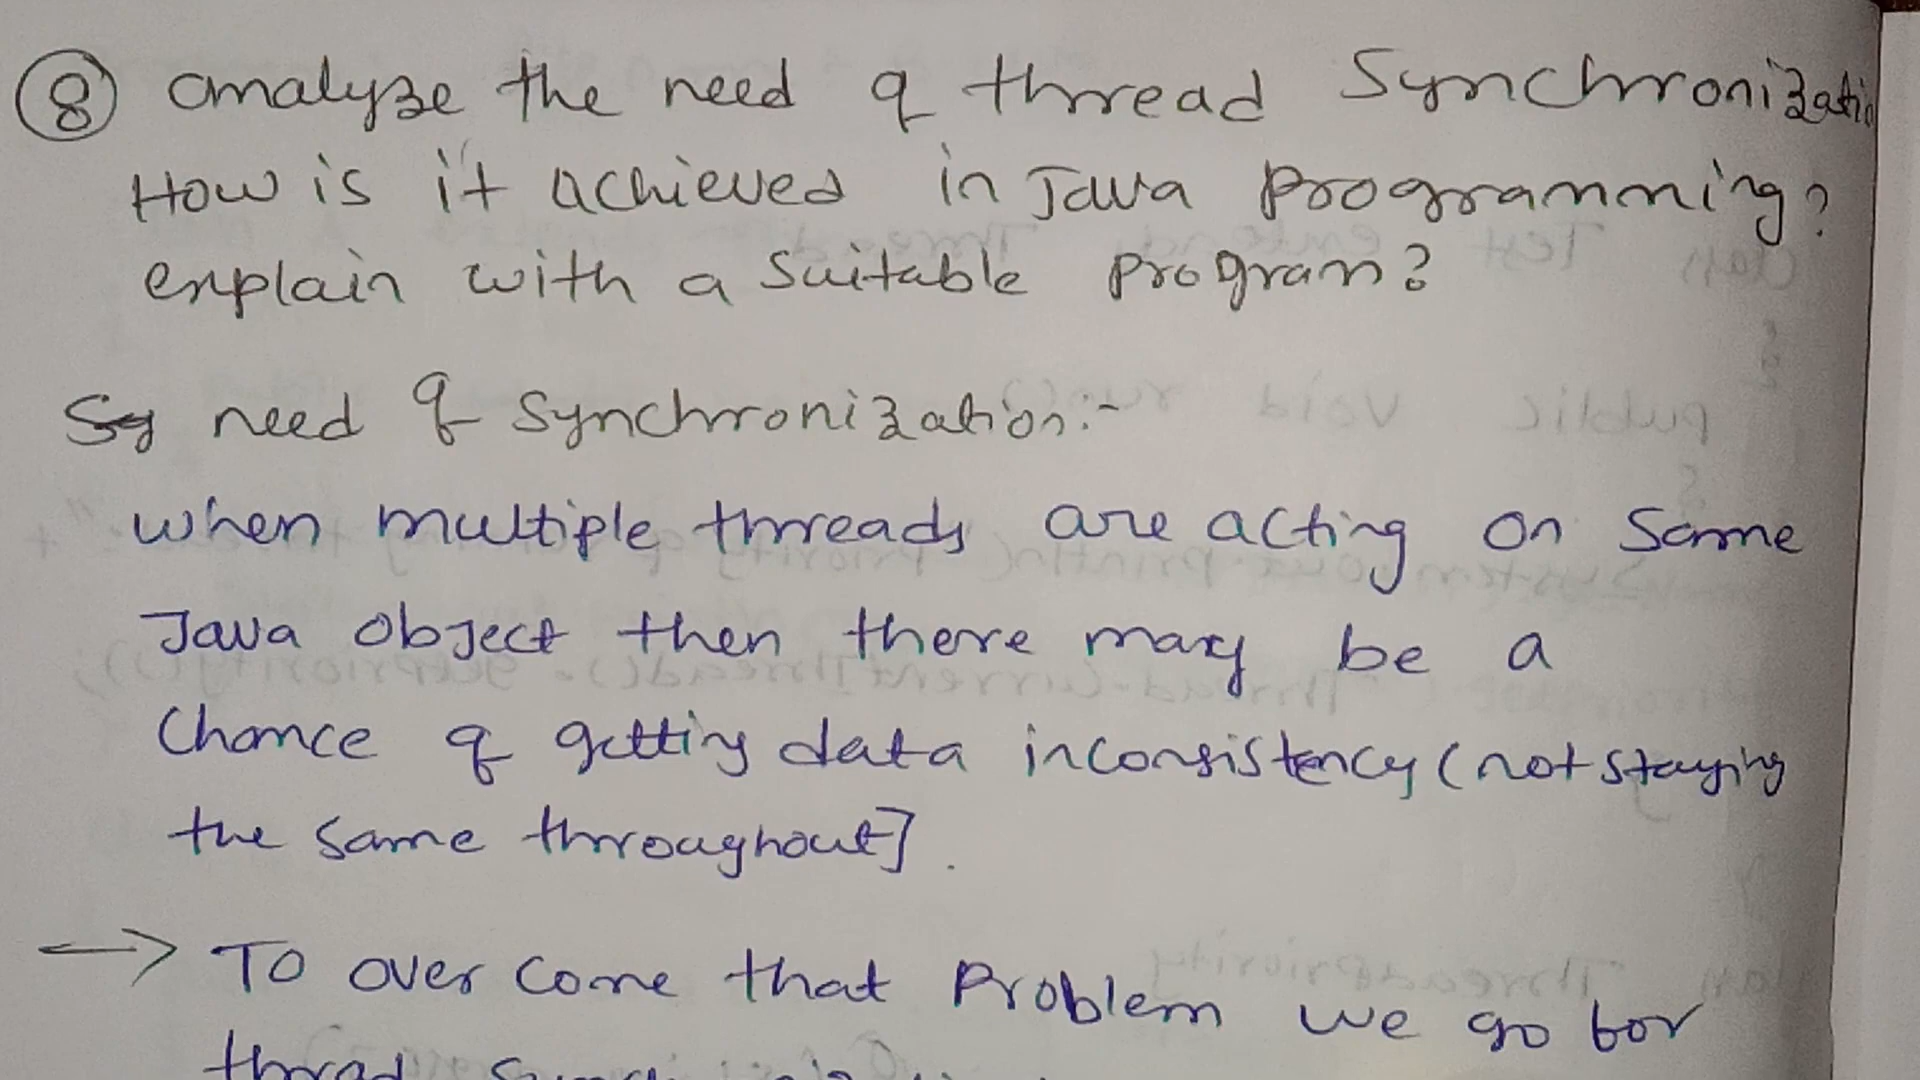 ⑧ analyze the need of thread Synchronizatio
How is it achieved in Java programming?
explain with a suitable program?
Sy need of synchronization:-
when multiple threads are acting on same
Java object then there may be a
chance of getting data inconsistency (not staying
the same throughout].
→ To over come that problem we go for
thread